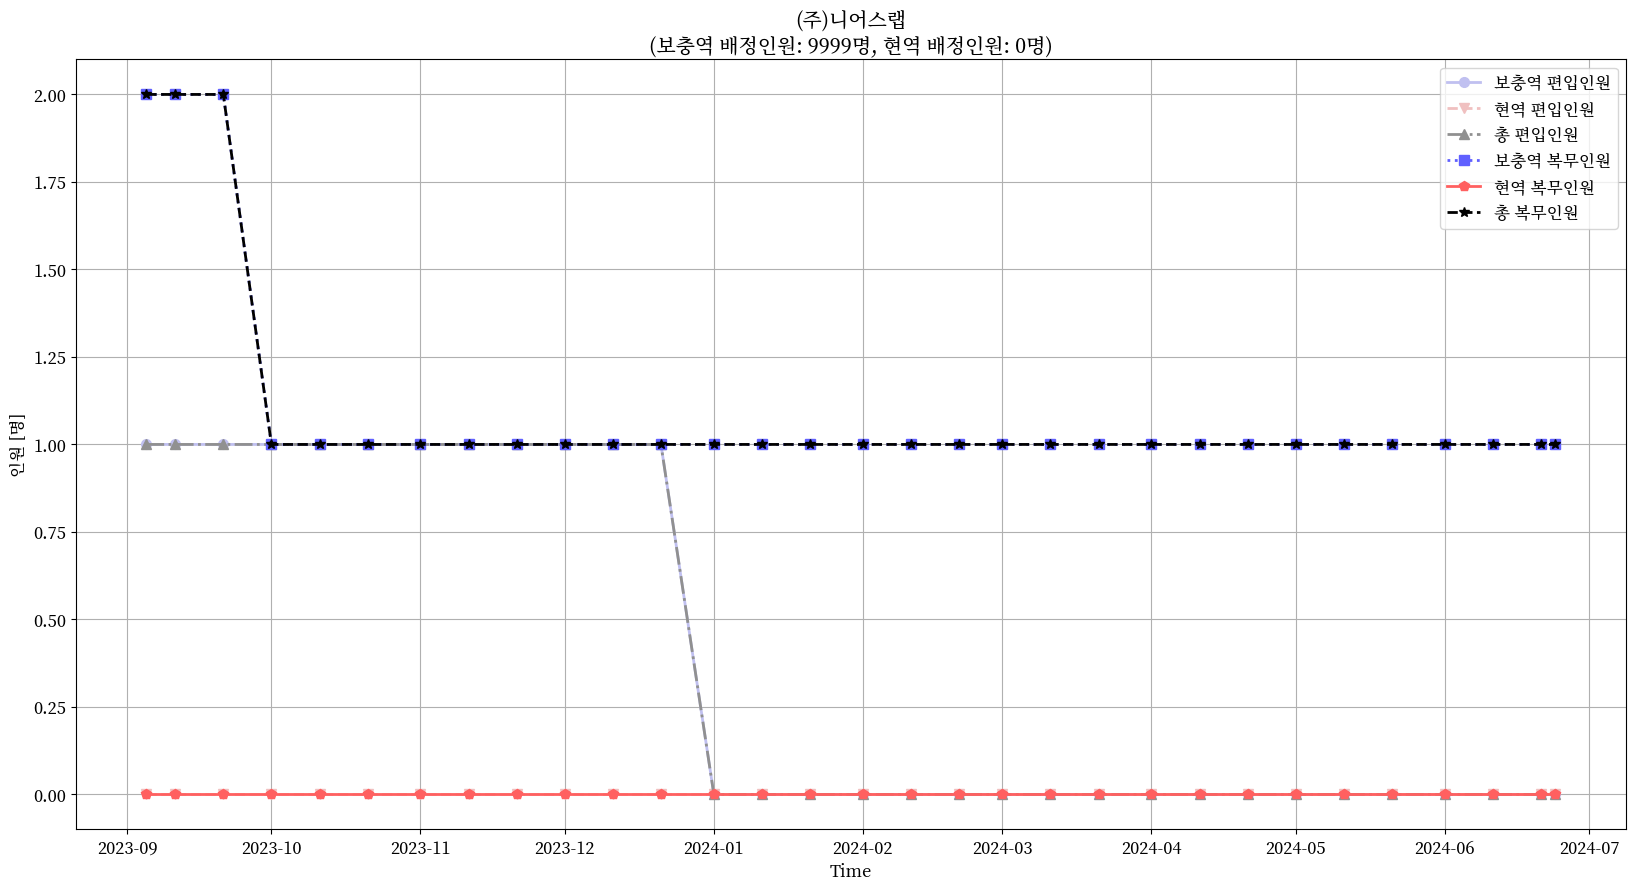 (주)니어스랩
(보충역 배정인원: 9999명, 현역 배정인원: 0명)
보충역 편입인원
현역 편입인원
총 편입인원
보충역 복무인원
현역 복무인원
총 복무인원
2.00
1.75
1.50
1.25
1.00
0.75
0.50
0.25
0.00
인원 [명]
2023-09 2023-10 2023-11 2023-12 2024-01 2024-02 2024-03 2024-04 2024-05 2024-06 2024-07
Time